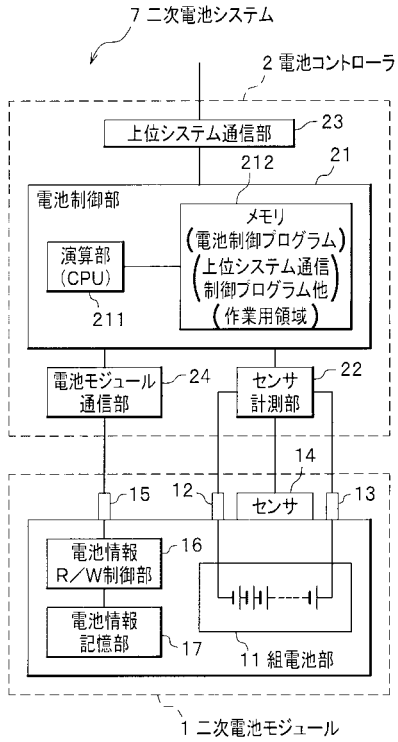 7 二次電池システム
2 電池コントローラ
上位システム通信部
23
212
21
電池制御部
メモリ
(電池制御プログラム)
(上位システム通信
制御プログラム他)
(作業用領域)
演算部
(CPU)
211
電池モジュール
通信部
24
センサ
計測部
22
14
15
12
センサ
13
電池情報
R/W制御部
16
電池情報
記憶部
17
11 組電池部
1 二次電池モジュール